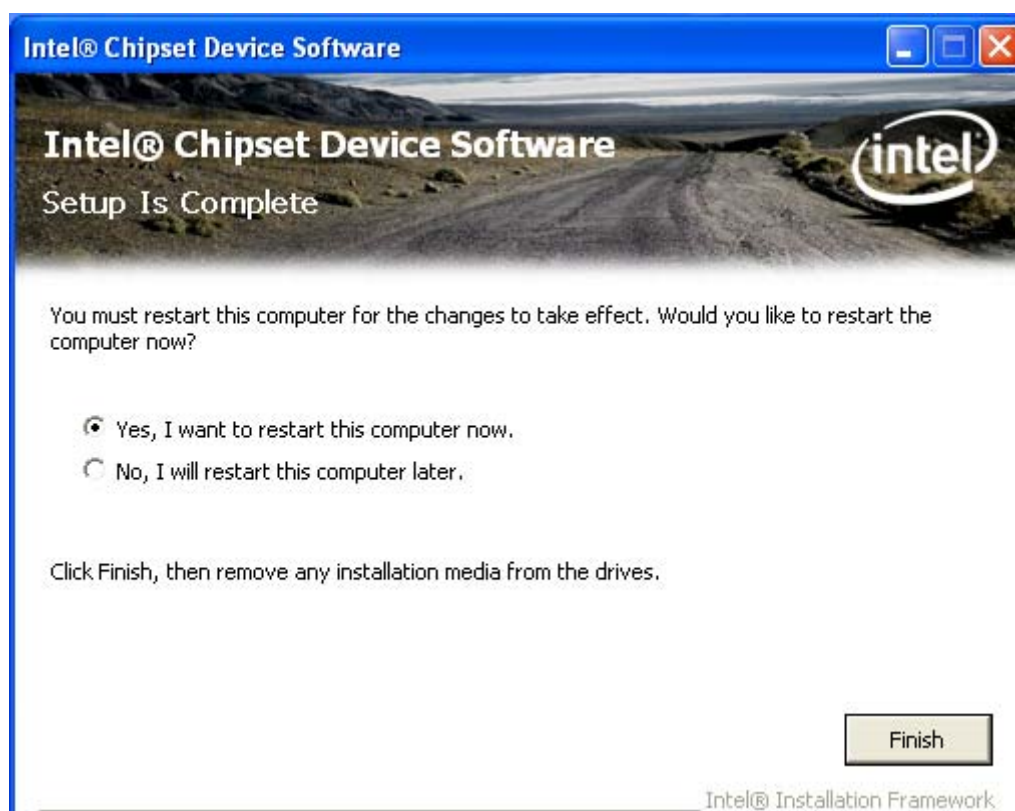 Intel® Chipset Device Software
Intel® Chipset Device Software
intel
Setup Is Complete
You must restart this computer for the changes to take effect. Would you like to restart the
computer now?
Yes, I want to restart this computer now.
No, I will restart this computer later.
Click Finish, then remove any installation media from the drives.
Finish
Intel® Installation Framework